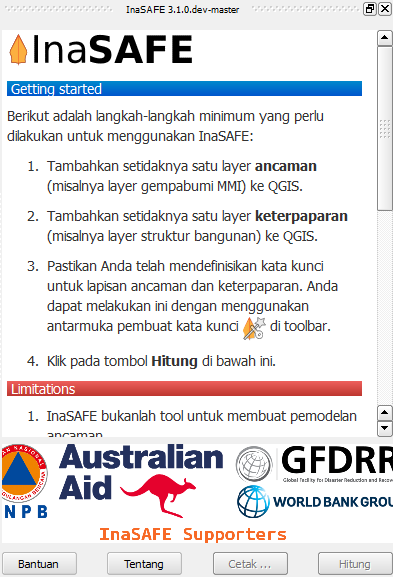 InaSAFE 3.1.0.dev-master
InaSAFE
Getting started
Berikut adalah langkah-langkah minimum yang perlu
dilakukan untuk menggunakan InaSAFE:
1. Tambahkan setidaknya satu layer ancaman
(misalnya layer gempabumi MMI) ke QGIS.
2. Tambahkan setidaknya satu layer keterpaparan
(misalnya layer struktur bangunan) ke QGIS.
3. Pastikan Anda telah mendefinisikan kata kunci
untuk lapisan ancaman dan keterpaparan. Anda
dapat melakukan ini dengan menggunakan
antarmuka pembuat kata kunci di toolbar.
4. Klik pada tombol Hitung di bawah ini.
Limitations
1. InaSAFE bukanlah tool untuk membuat pemodelan
ancaman
NPB
Australian
Aid
GFDRR
Global Facility for Disaster Reduction and Recov
WORLD BANK GROU
InaSAFE Supporters
Bantuan
Tentang
Cetak ...
Hitung